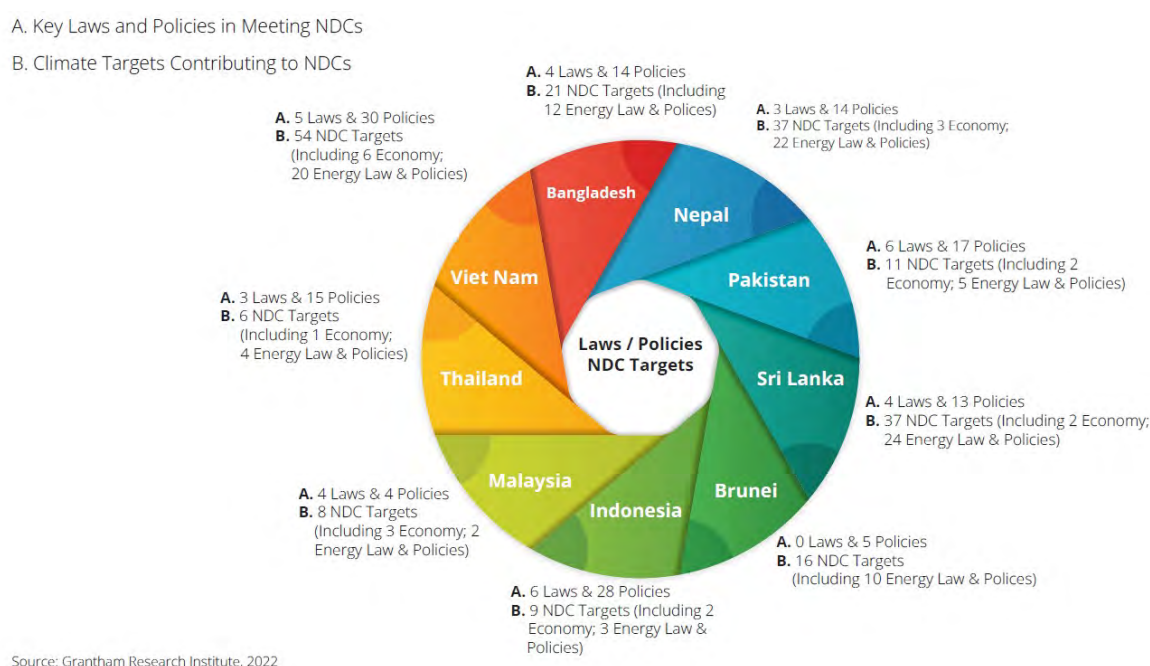 A. Key Laws and Policies in Meeting NDCs
B. Climate Targets Contributing to NDCs
A. 4 Laws & 14 Policies
B. 21 NDC Targets (Including
12 Energy Law & Polices)
A. 3 Laws & 14 Policies
B. 37 NDC Targets (Including 3 Economy;
22 Energy Law & Policies)
A. 5 Laws & 30 Policies
B. 54 NDC Targets
(Including 6 Economy;
20 Energy Law & Policies)
Bangladesh
Nepal
A. 6 Laws & 17 Policies
B. 11 NDC Targets (Including 2
Economy; 5 Energy Law & Policies)
Viet Nam
Pakistan
A. 3 Laws & 15 Policies
B. 6 NDC Targets
(Including 1 Economy;
4 Energy Law & Policies)
Laws / Policies
NDC Targets
Thailand
Sri Lanka
A. 4 Laws & 13 Policies
B. 37 NDC Targets (Including 2 Economy;
24 Energy Law & Policies)
Malaysia
Indonesia
Brunei
A. 4 Laws & 4 Policies
B. 8 NDC Targets
(Including 3 Economy; 2
Energy Law & Policies)
A. 0 Laws & 5 Policies
B. 16 NDC Targets
(Including 10 Energy Law & Polices)
A. 6 Laws & 28 Policies
B. 9 NDC Targets (Including 2
Economy; 3 Energy Law &
Policies)
Source: Grantham Research Institute, 2022